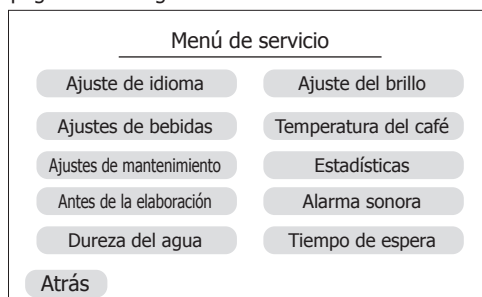 Menú de servicio
Ajuste de idioma
Ajuste del brillo
Ajustes de bebidas
Temperatura del café
Ajustes de mantenimiento
Estadísticas
Antes de la elaboración
Alarma sonora
Dureza del agua
Tiempo de espera
Atrás